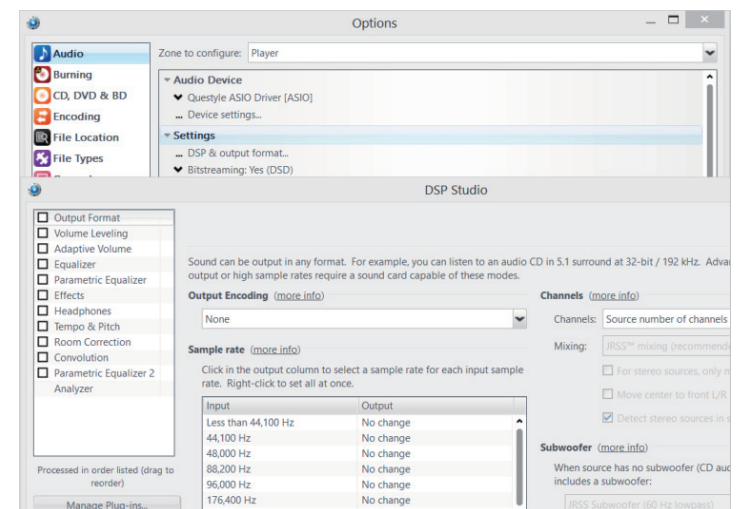 Options
Audio
Burning
CD, DVD & BD
Encoding
File Location
File Types
Zone to configure: Player
Audio Device
Questyle ASIO Driver [ASIO]
... Device settings...
Settings
... DSP & output format...
Bitstreaming: Yes (DSD)
DSP Studio
Output Format
Volume Leveling
Adaptive Volume
Equalizer
Parametric Equalizer
Effects
Headphones
Tempo & Pitch
Room Correction
Convolution
Parametric Equalizer 2
Analyzer
Processed in order listed (drag to
reorder)
Manage Plug-ins...
Sound can be output in any format. For example, you can listen to an audio CD in 5.1 surround at 32-bit / 192 kHz. Adva
output or high sample rates require a sound card capable of these modes.
Output Encoding (more info)
None
Sample rate (more info)
Click in the output column to select a sample rate for each input sample
rate. Right-click to set all at once.
Input Output
Less than 44,100 Hz No change
44,100 Hz No change
48,000 Hz No change
88,200 Hz No change
96,000 Hz No change
176,400 Hz No change
Channels (more info)
Channels: Source number of channels
Mixing: JRSS™ mixing (recommende
For stereo sources, only m
Move center to front L/R
Detect stereo sources in s
Subwoofer (more info)
When source has no subwoofer (CD aud
includes a subwoofer:
JRSS Subwoofer (60 Hz lowpass)